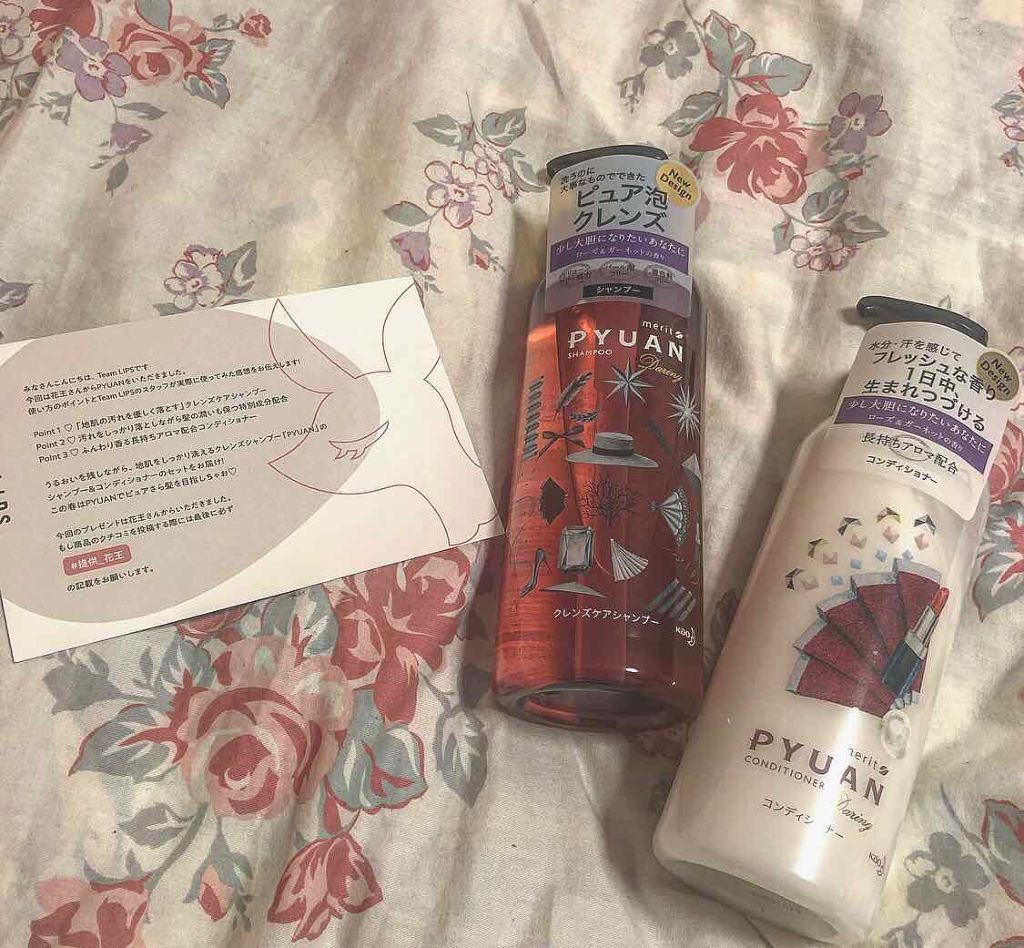 みなさんこんにちは、Team LIPSです
今回は花王さんからPYUANをいただきました。
使い方のポイントとTeam LIPSのスタッフが実際に使ってみた感想をお伝えします!
Point 1 ♡「地肌の汚れを優しく落とす」クレンズケアシャンプー
Point 2 ♡ 汚れをしっかり落としながら髪の潤いも保つ特別成分配合
Point 3 ♡ ふんわり香る長持ちアロマ配合コンディショナー
うるおいを残しながら、地肌をしっかり洗えるクレンズシャンプー「PYUAN」の
シャンプー&コンディショナーのセットをお届け!
この春はPYUANでピュアさら髪を目指しちゃお♡
今回のプレゼントは花王さんからいただきました。
もし商品のクチコミを投稿する際には最後に必ず
#提供_花王
の記載をお願いします。
洗うのに
大事なものでできた
ピュア泡
クレンズ
New
Design
少し大胆になりたいあなたに
ローズ&ガーネットの香り
シャンプー
merit
PYUAN
SHAMPOO
Daring
クレンズケアシャンプー
Kao
水分・汗を感じて
フレッシュな香り
1日中、
生まれつづける
New
Design
少し大胆になりたいあなたに
ローズ&ガーネットの香り
長持ちアロマ配合
コンディショナー
merit
PYUAN
CONDITIONER
Daring
コンディショナー
Kao